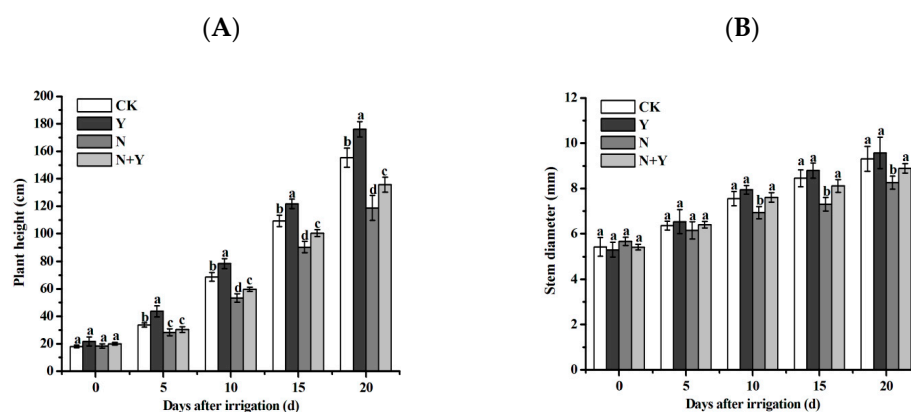 (A)
(B)
200
180
160
140
120
100
80
60
40
20
0
Plant height (cm)
CK
Y
N
N+Y
a a a a
b a c c
b a d c
b a d c
b a d c
0 5 10 15 20
Days after irrigation (d)
12
10
8
6
4
2
0
Stem diameter (mm)
CK
Y
N
N+Y
a a a a
a a a a
a a b a
a a b a
a a b a
0 5 10 15 20
Days after irrigation (d)